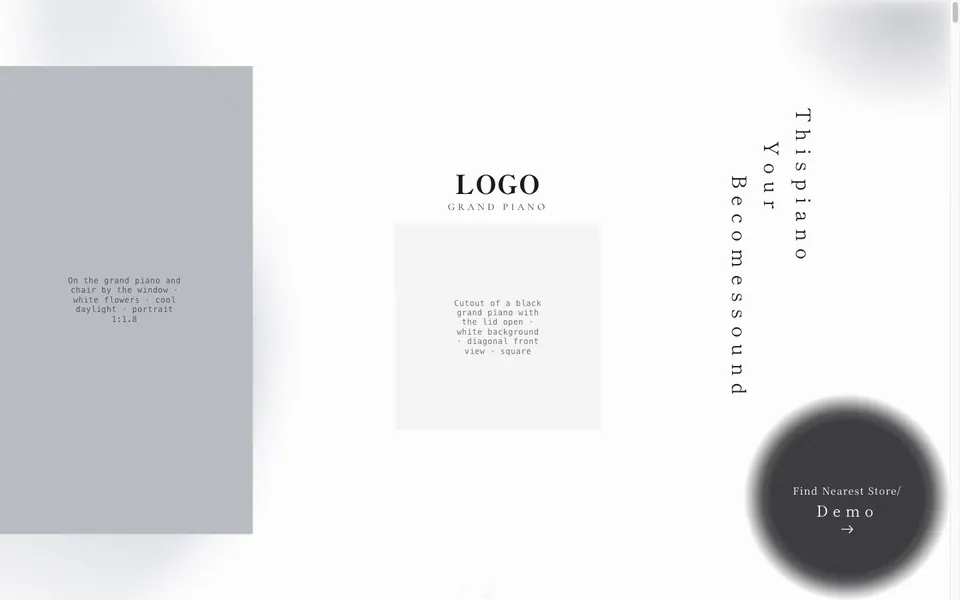 On the grand piano and
chair by the window ·
white flowers · cool
daylight · portrait
1:1.8
LOGO
GRAND PIANO
Cutout of a black
grand piano with
the lid open ·
white background
· diagonal front
view · square
Thispiano
Your
Becomessound
Find Nearest Store/
Demo
→